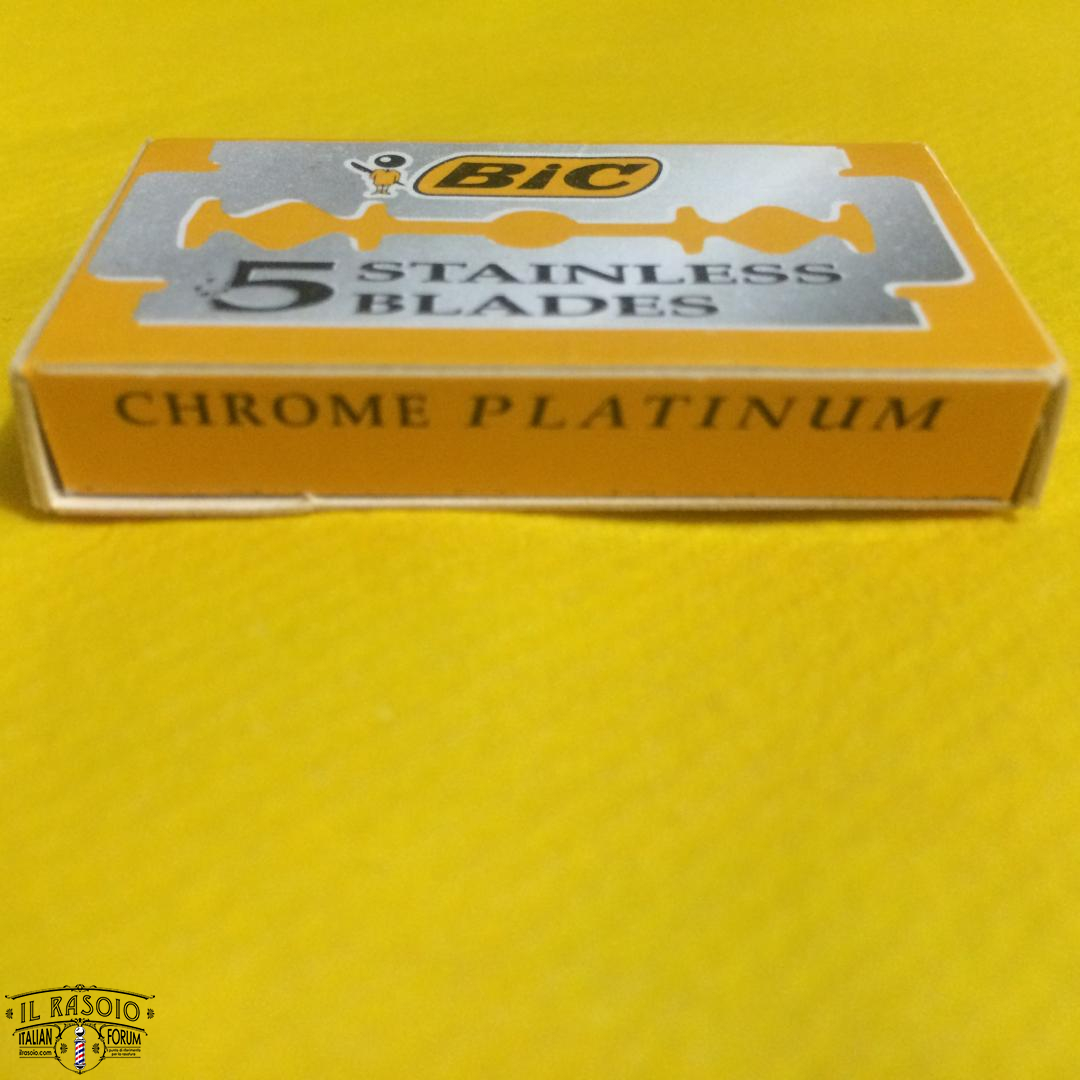 BiC
5 STAINLESS
BLADES
CHROME PLATINUM
IL RASOIO
ITALIAN FORUM
ilrasoio.com